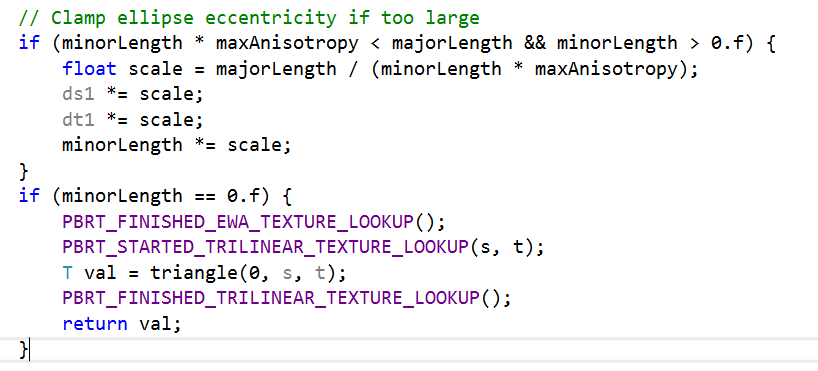 // Clamp ellipse eccentricity if too large
if (minorLength * maxAnisotropy < majorLength && minorLength > 0.f) {
    float scale = majorLength / (minorLength * maxAnisotropy);
    ds1 *= scale;
    dt1 *= scale;
    minorLength *= scale;
}
if (minorLength == 0.f) {
    PBRT_FINISHED_EWA_TEXTURE_LOOKUP();
    PBRT_STARTED_TRILINEAR_TEXTURE_LOOKUP(s, t);
    T val = triangle(0, s, t);
    PBRT_FINISHED_TRILINEAR_TEXTURE_LOOKUP();
    return val;
}